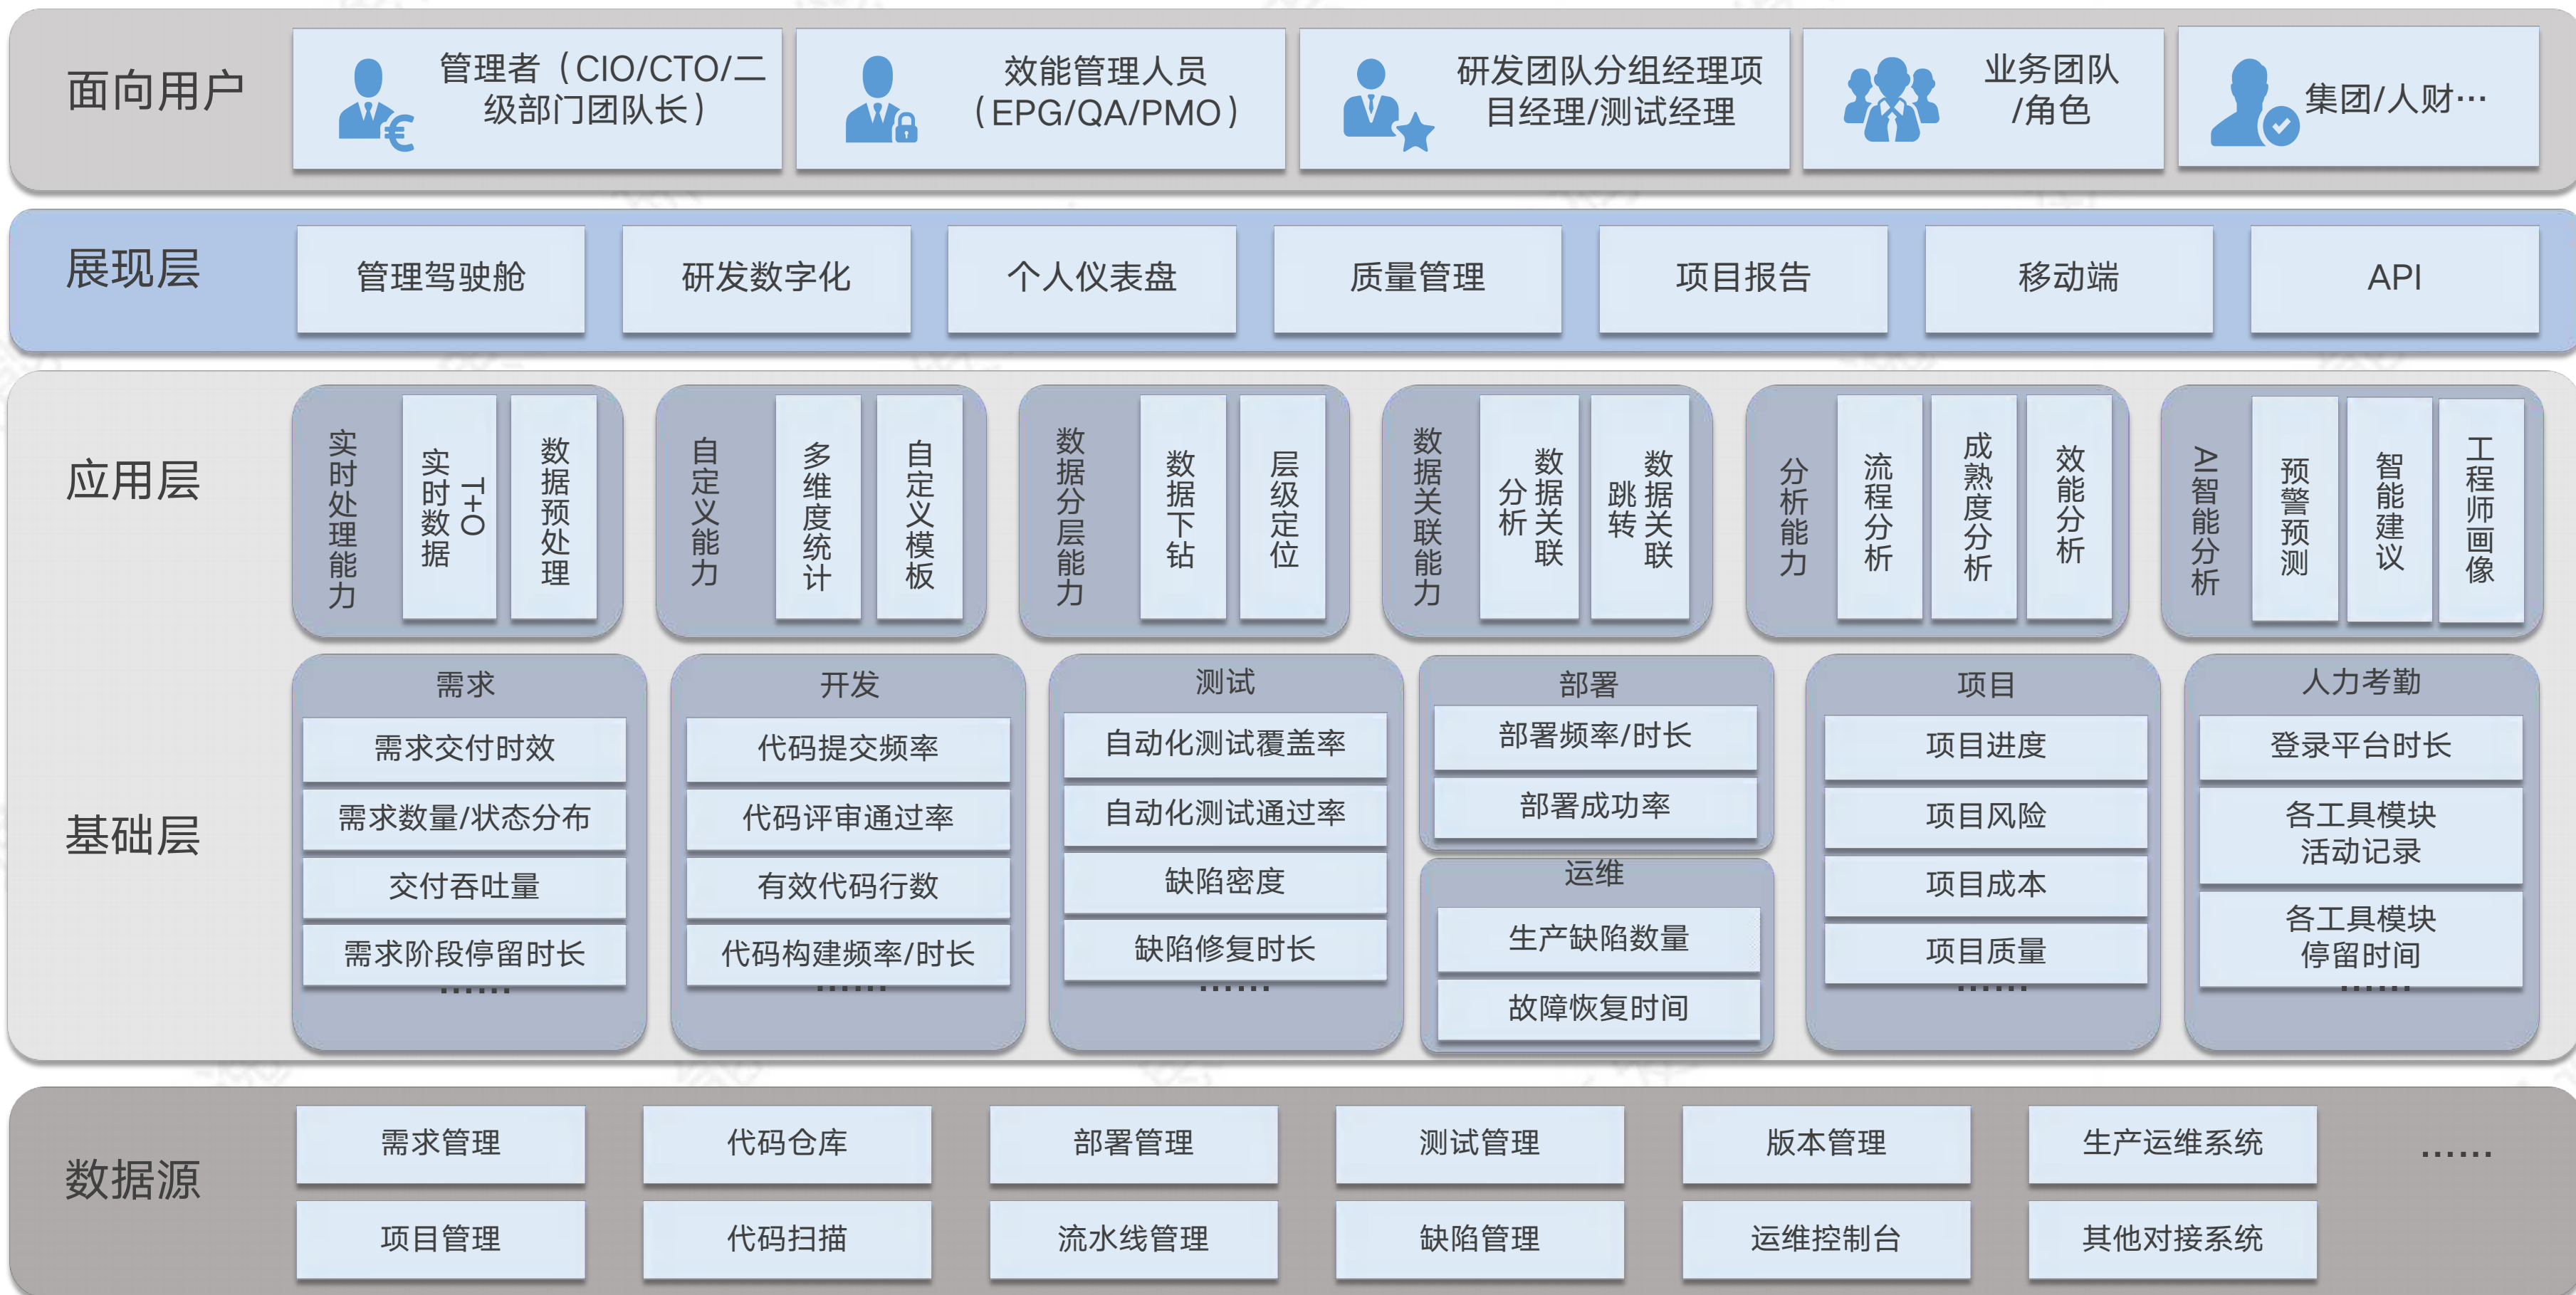 面向用户
管理者（CIO/CTO/二
级部门团队长）
效能管理人员
（EPG/QA/PMO）
研发团队分组经理项
目经理/测试经理
业务团队
/角色
集团/人财…
展现层
管理驾驶舱
研发数字化
个人仪表盘
质量管理
项目报告
移动端
API
应用层
实时处理能力
T+O
实时数据
数据预处理
自定义能力
多维度统计
自定义模板
数据分层能力
数据下钻
层级定位
数据关联能力
数据关联
分析
数据关联
跳转
分析能力
流程分析
成熟度分析
效能分析
AI智能分析
预警预测
智能建议
工程师画像
基础层
需求
需求交付时效
需求数量/状态分布
交付吞吐量
需求阶段停留时长
……
开发
代码提交频率
代码评审通过率
有效代码行数
代码构建频率/时长
……
测试
自动化测试覆盖率
自动化测试通过率
缺陷密度
缺陷修复时长
……
部署
部署频率/时长
部署成功率
运维
生产缺陷数量
故障恢复时间
项目
项目进度
项目风险
项目成本
项目质量
……
人力考勤
登录平台时长
各工具模块
活动记录
各工具模块
停留时间
……
数据源
需求管理
代码仓库
部署管理
测试管理
版本管理
生产运维系统
……
项目管理
代码扫描
流水线管理
缺陷管理
运维控制台
其他对接系统